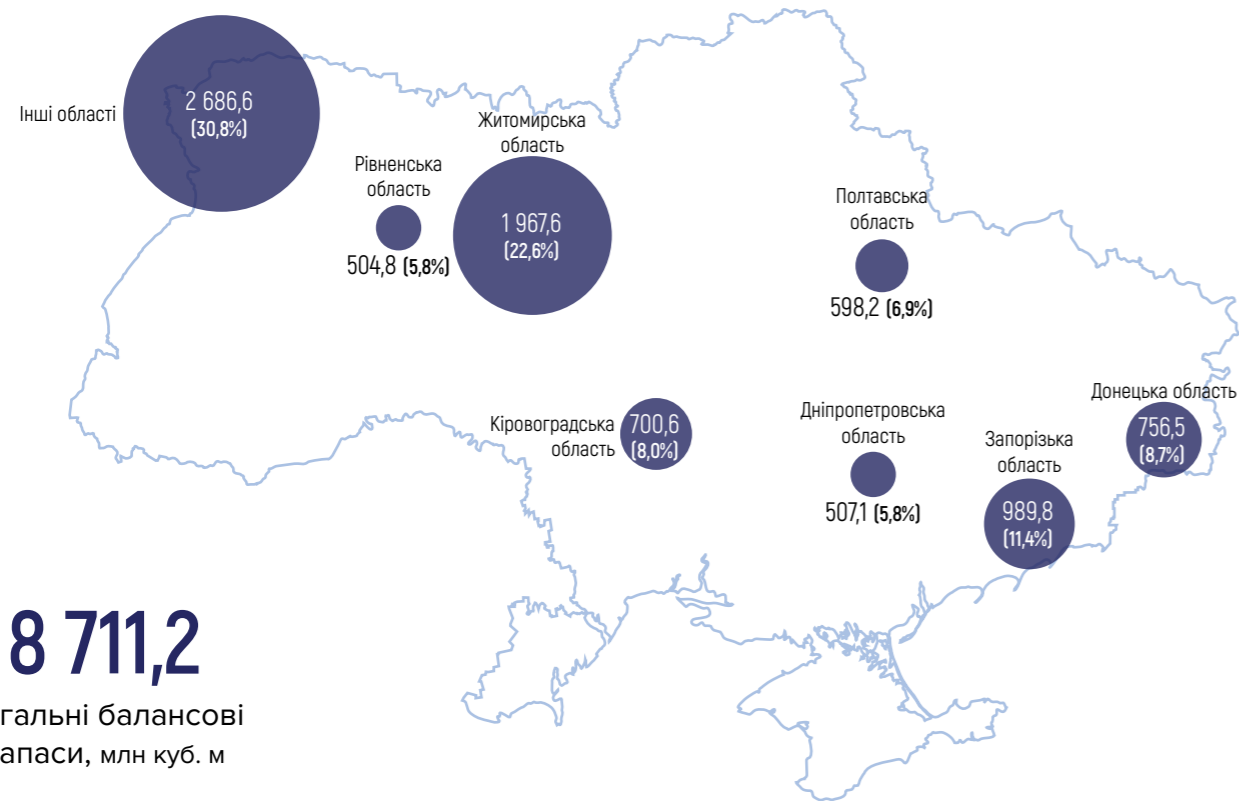 Інші області
2 686,6
(30,8%)
Житомирська
область
1 967,6
(22,6%)
Рівненська
область
504,8 (5,8%)
Полтавська
область
598,2 (6,9%)
Кіровоградська
область
700,6
(8,0%)
Дніпропетровська
область
507,1 (5,8%)
Запорізька
область
989,8
(11,4%)
Донецька область
756,5
(8,7%)
8 711,2
гальні балансові
апаси, млн куб. м